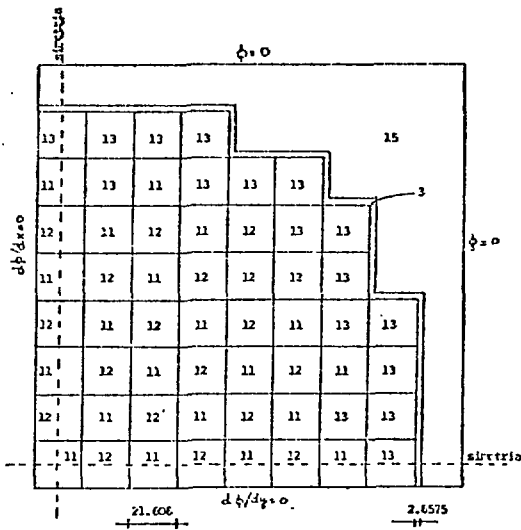 simetria
ϕ=0
13 13 13 13 15
11 13 11 13 13 13
3
12 11 12 11 12 13 13
dϕ/dx=0
ϕ=0
11 12 11 12 12 12 13
12 11 12 11 12 11 13 13
11 12 11 12 11 12 11 13
12 11 12 11 12 11 13 13
11 12 11 12 12 12 11 13
simetria
dϕ/dy=0
21.606
2.6575